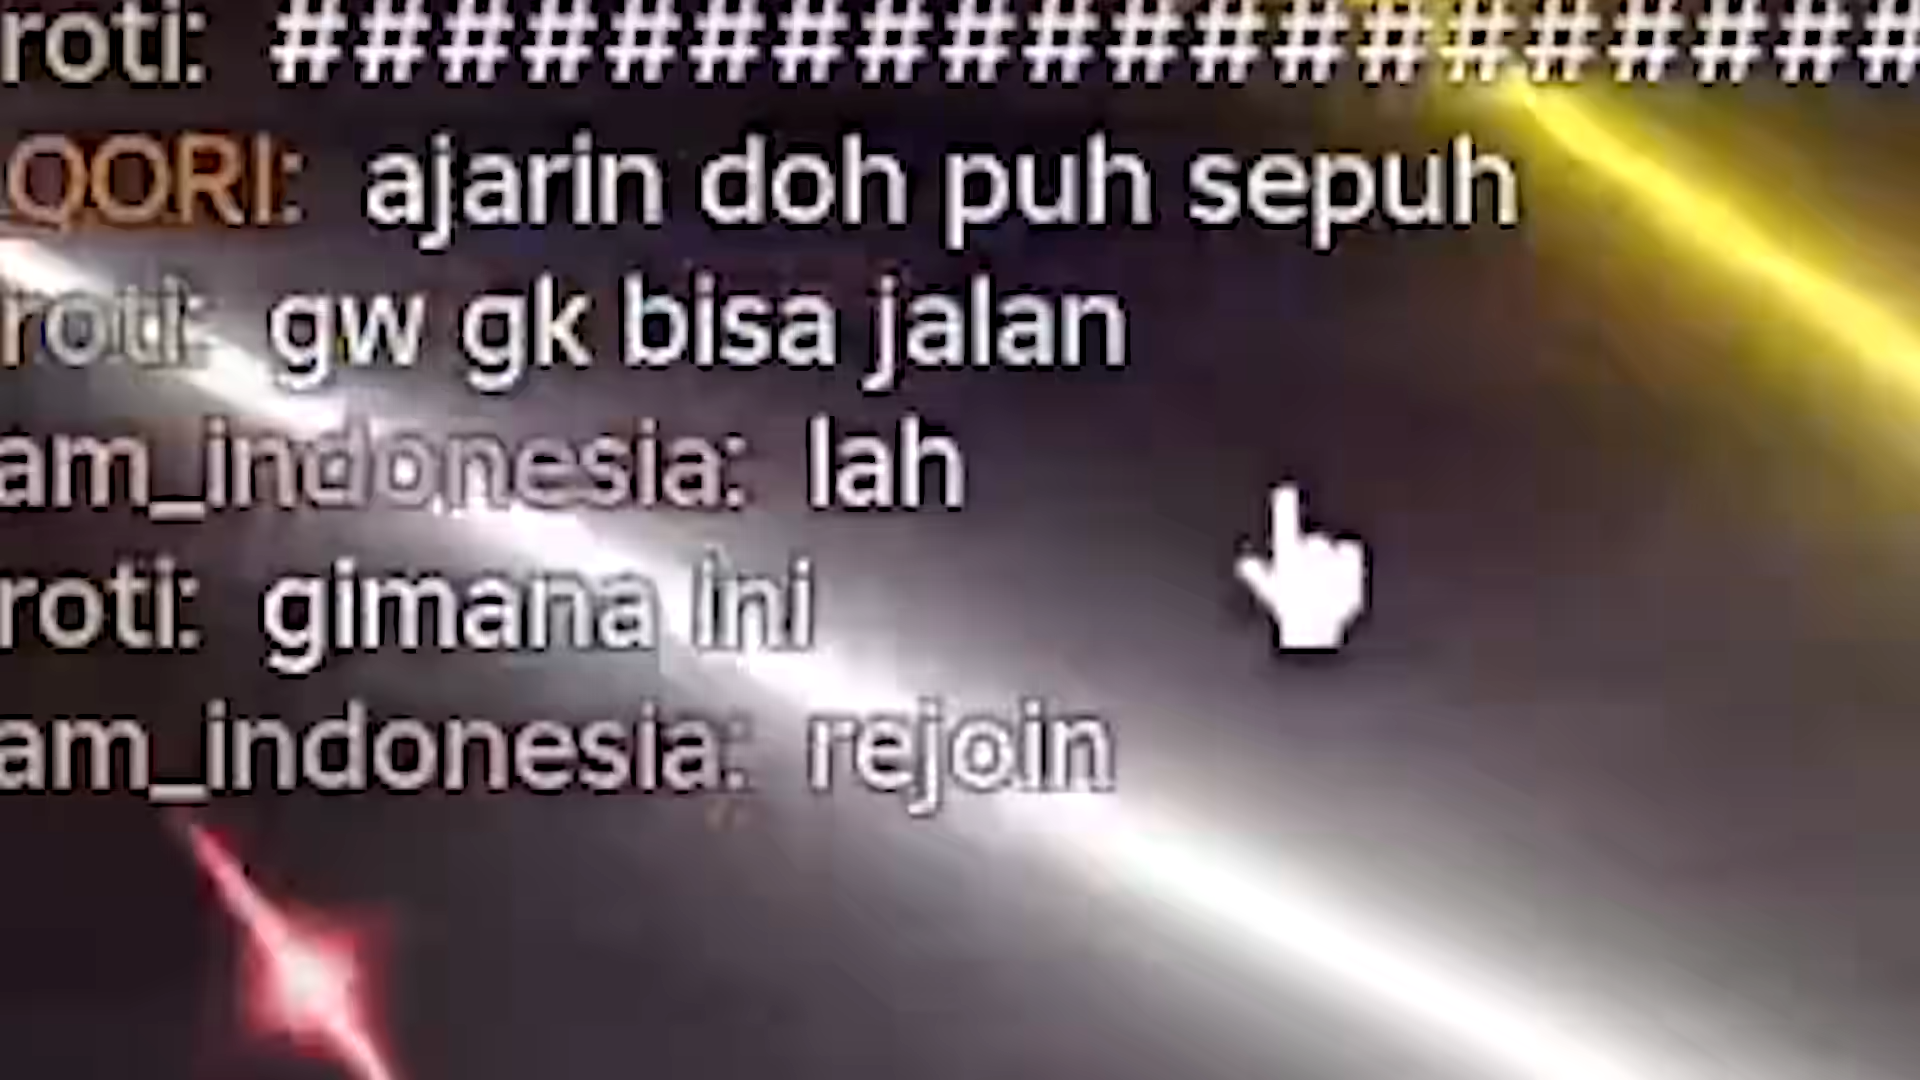 roti: ####################
QORI: ajarin doh puh sepuh
roti: gw gk bisa jalan
am_indonesia: lah
roti: gimana ini
am_indonesia: rejoin